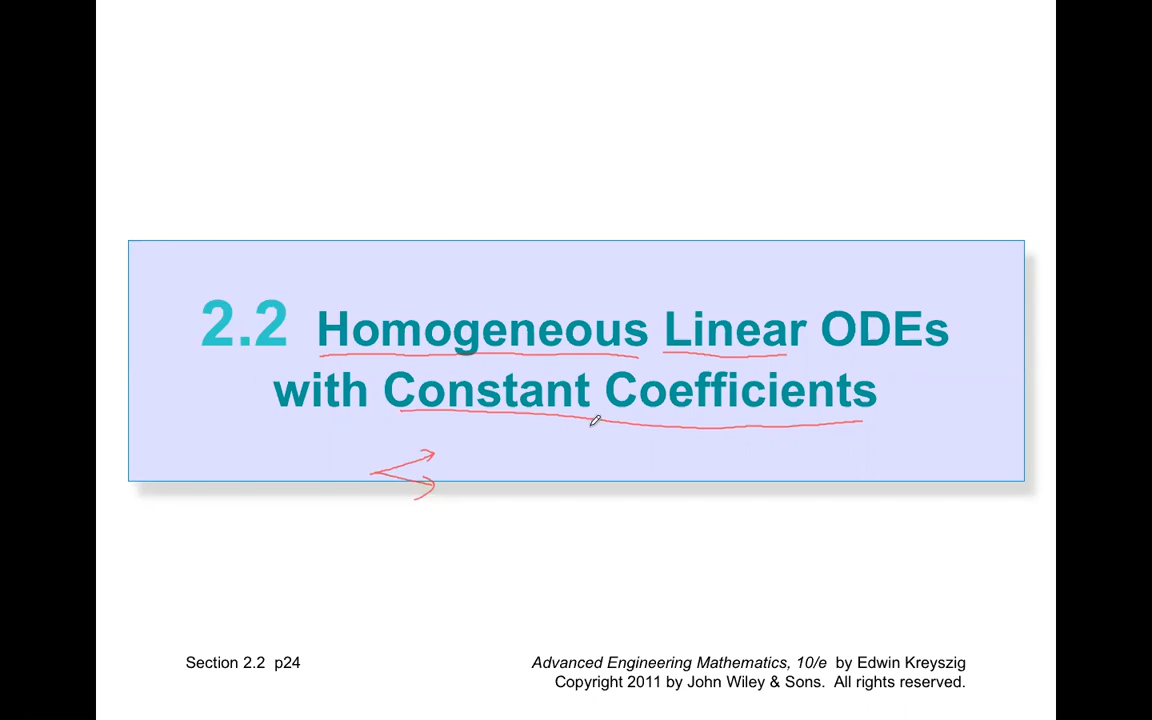 2.2 Homogeneous Linear ODEs
with Constant Coefficients
Section 2.2 p24
Advanced Engineering Mathematics, 10/e by Edwin Kreyszig
Copyright 2011 by John Wiley & Sons. All rights reserved.